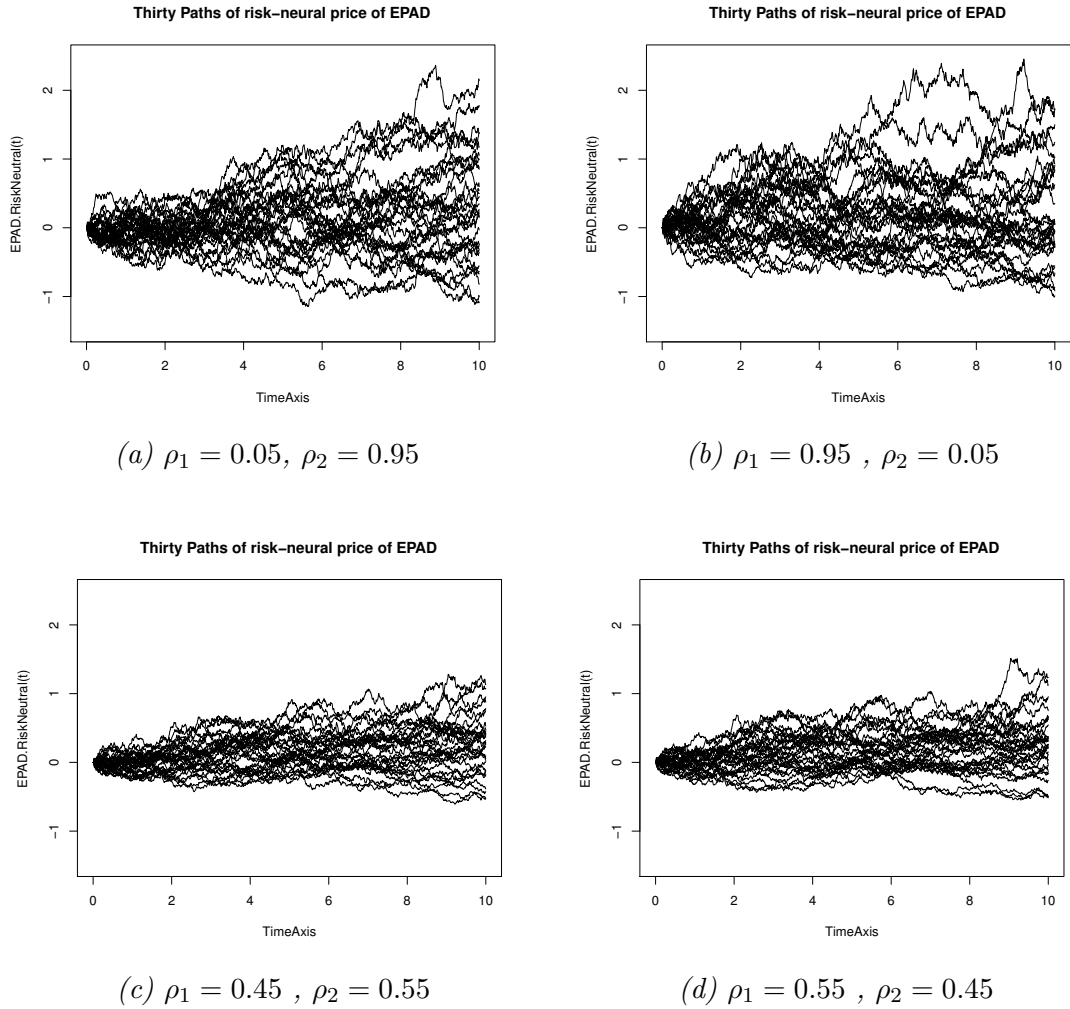 Thirty Paths of risk−neural price of EPAD
EPAD.RiskNeutral(t)
2
1
0
−1
0 2 4 6 8 10
TimeAxis
(a) ρ₁ = 0.05, ρ₂ = 0.95
Thirty Paths of risk−neural price of EPAD
EPAD.RiskNeutral(t)
2
1
0
−1
0 2 4 6 8 10
TimeAxis
(b) ρ₁ = 0.95 , ρ₂ = 0.05
Thirty Paths of risk−neural price of EPAD
EPAD.RiskNeutral(t)
2
1
0
−1
0 2 4 6 8 10
TimeAxis
(c) ρ₁ = 0.45 , ρ₂ = 0.55
Thirty Paths of risk−neural price of EPAD
EPAD.RiskNeutral(t)
2
1
0
−1
0 2 4 6 8 10
TimeAxis
(d) ρ₁ = 0.55 , ρ₂ = 0.45